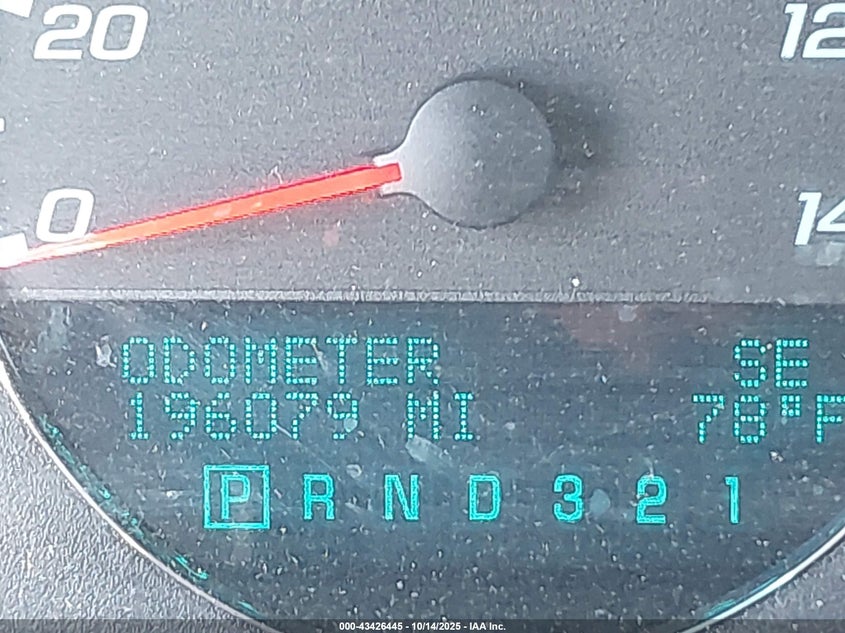 20
12
0
14
ODOMETER SE
196079 MI 78°F
P R N D 3 2 1
000-43426445 - 10/14/2025 - IAA Inc.